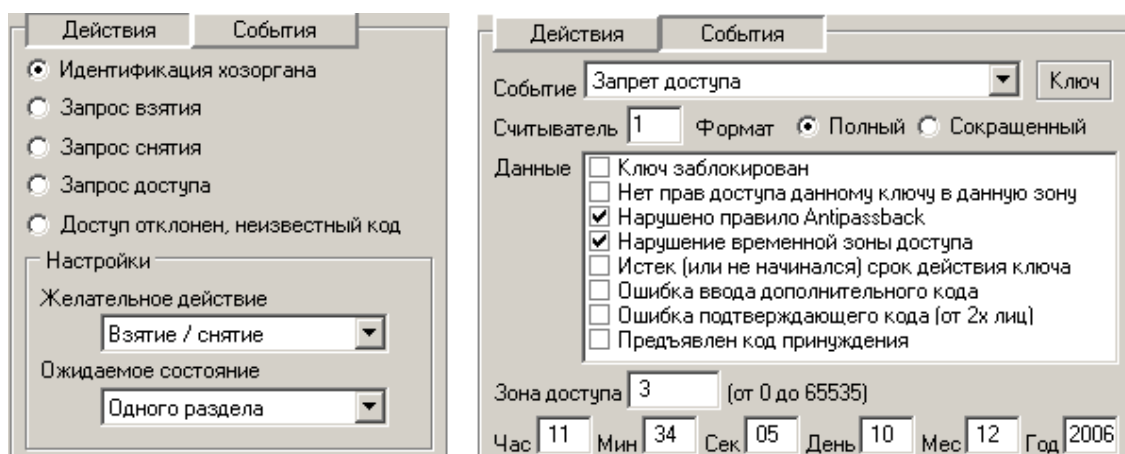 Действия События
Идентификация хозоргана
Запрос взятия
Запрос снятия
Запрос доступа
Доступ отклонен, неизвестный код
Настройки
Желательное действие
Взятие / снятие
Ожидаемое состояние
Одного раздела
Действия События
Событие Запрет доступа Ключ
Считыватель 1 Формат Полный Сокращенный
Данные Ключ заблокирован
Нет прав доступа данному ключу в данную зону
Нарушено правило Antipassback
Нарушение временной зоны доступа
Истек (или не начинался) срок действия ключа
Ошибка ввода дополнительного кода
Ошибка подтверждающего кода (от 2х лиц)
Предъявлен код принуждения
Зона доступа 3 (от 0 до 65535)
Час 11 Мин 34 Сек 05 День 10 Мес 12 Год 2006